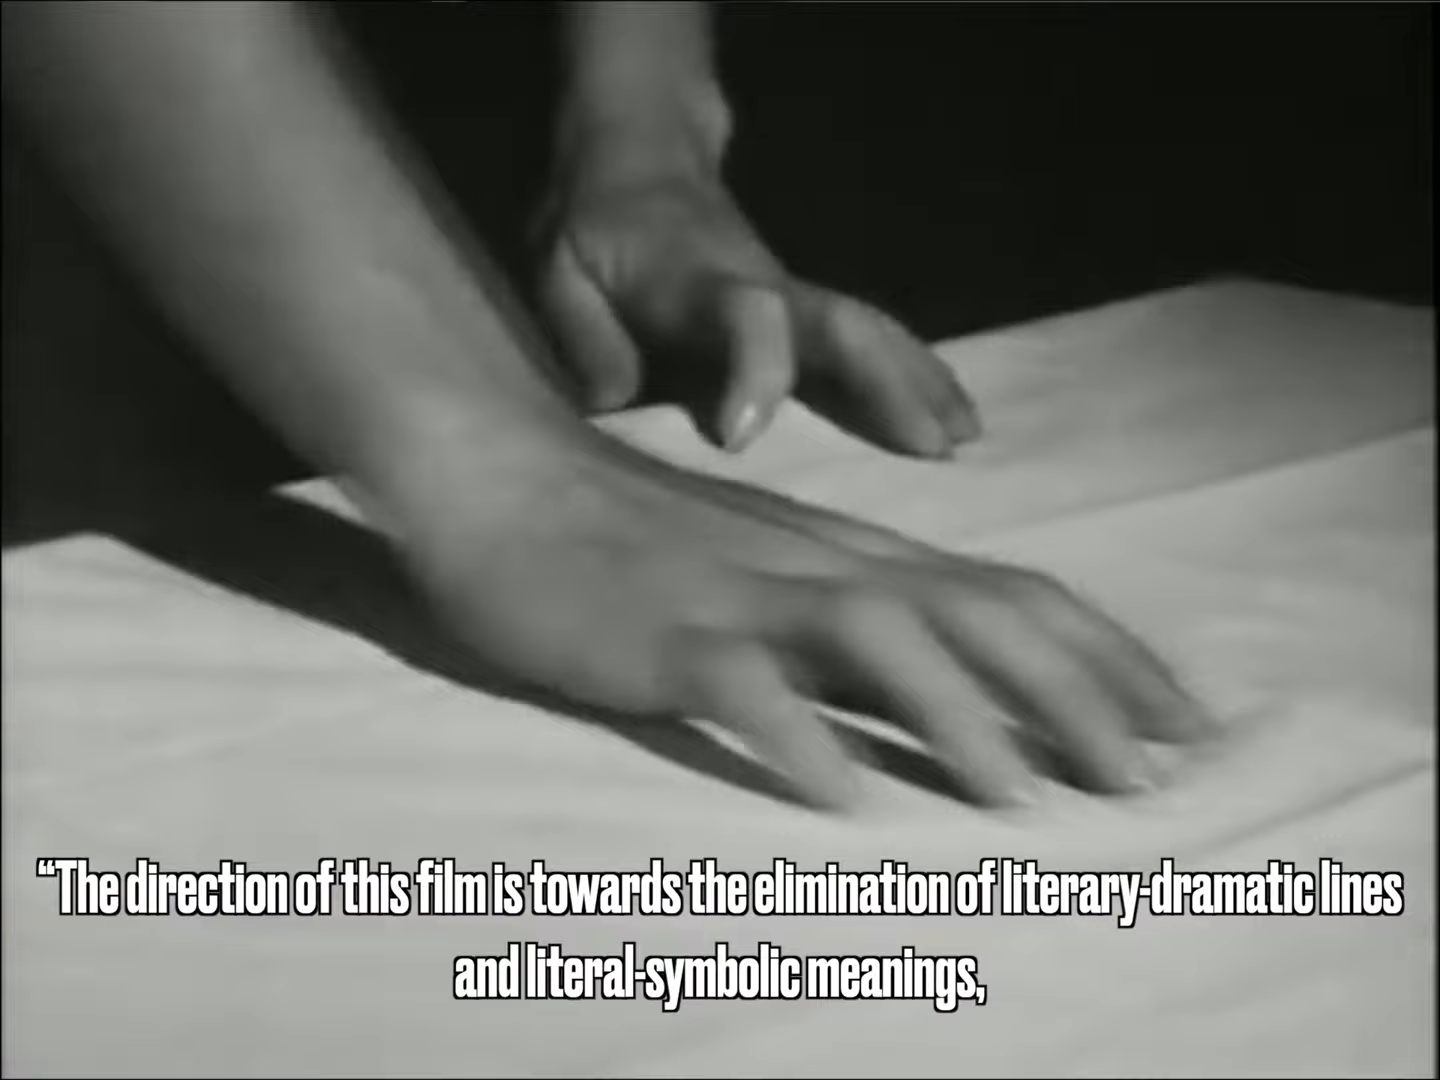 “The direction of this film is towards the elimination of literary-dramatic lines
and literal-symbolic meanings,